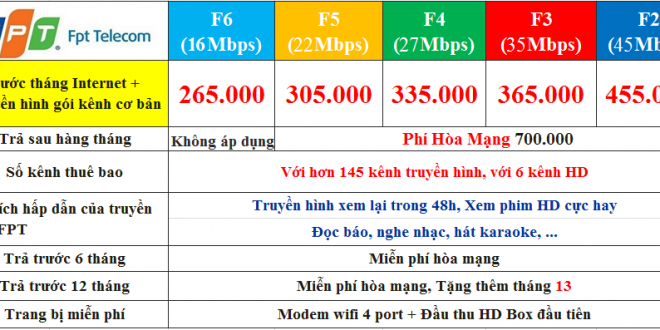 FPT. Fpt Telecom
F6 F5 F4 F3 F2
(16Mbps) (22Mbps) (27Mbps) (35Mbps) (45Mb
ước tháng Internet +
ền hình gói kênh cơ bản
265.000 305.000 335.000 365.000 455.0
Trả sau hàng tháng Không áp dụng Phí Hòa Mạng 700.000
Số kênh thuê bao Với hơn 145 kênh truyền hình, với 6 kênh HD
ích hấp dẫn của truyền
FPT
Truyền hình xem lại trong 48h, Xem phim HD cực hay
Đọc báo, nghe nhạc, hát karaoke, ...
Trả trước 6 tháng Miễn phí hòa mạng
Trả trước 12 tháng Miễn phí hòa mạng, Tặng thêm tháng 13
Trang bị miễn phí Modem wifi 4 port + Đầu thu HD Box đầu tiên